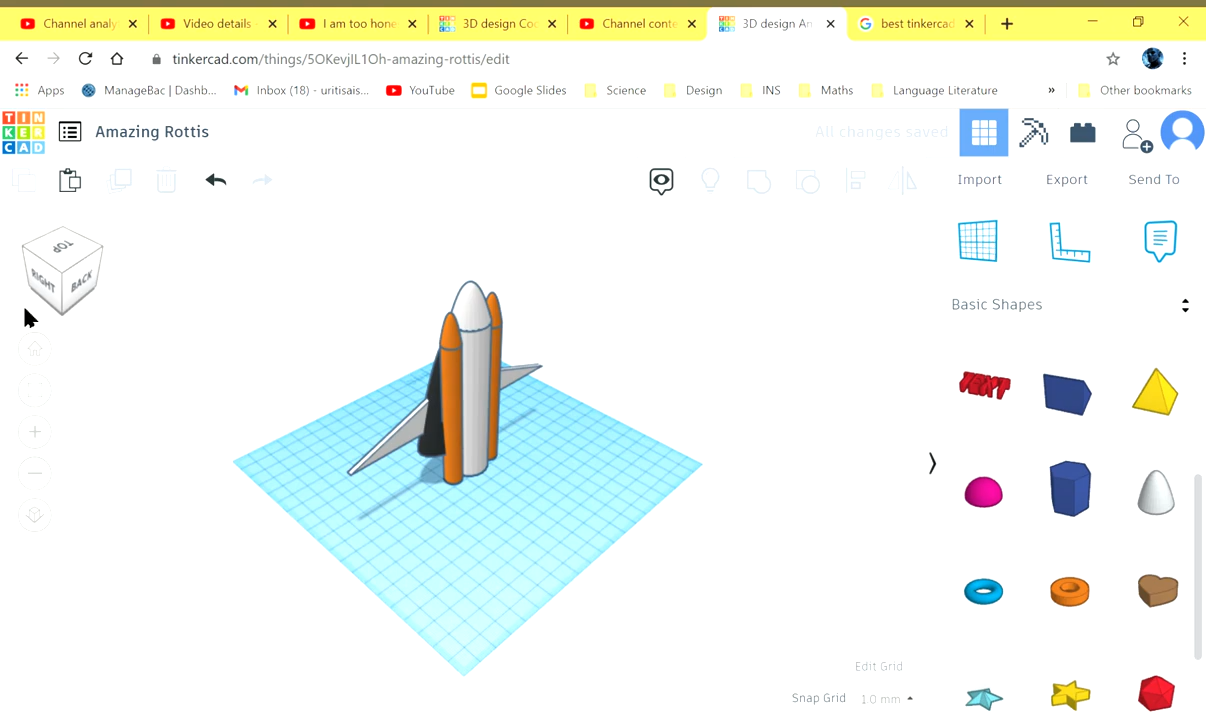 Channel analy
Video details -
I am too hone
3D design Coo
Channel conte
3D design Am
best tinkercad
tinkercad.com/things/5OKevjIL1Oh-amazing-rottis/edit
Apps
ManageBac | Dashb...
Inbox (18) - uritisais...
YouTube
Google Slides
Science
Design
INS
Maths
Language Literature
»
Other bookmarks
TIN
KER
CAD
Amazing Rottis
All changes saved
Import
Export
Send To
TOP
RIGHT
BACK
Basic Shapes
TEXT
Edit Grid
Snap Grid
1.0 mm